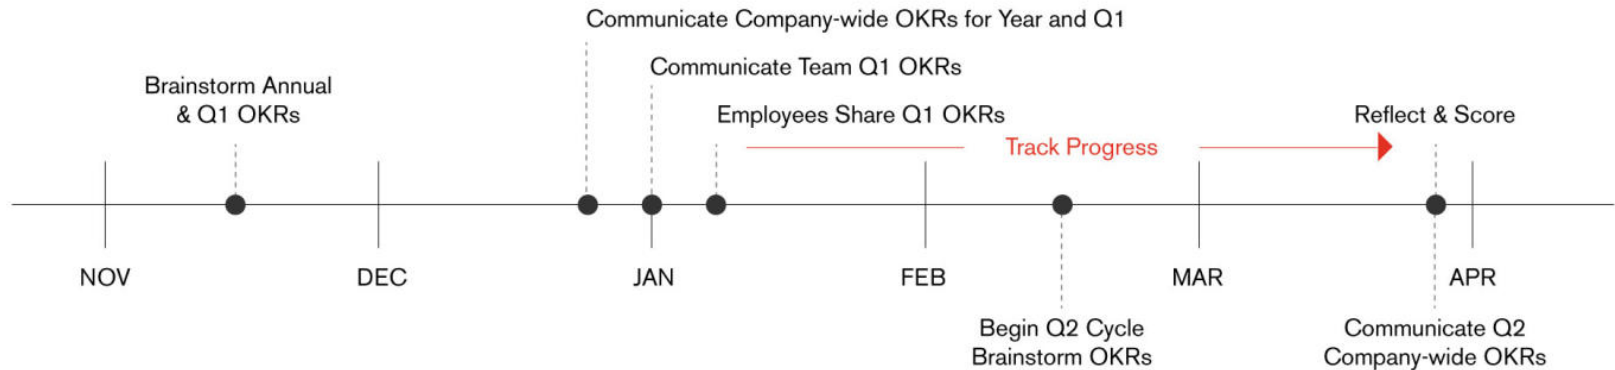 Communicate Company-wide OKRs for Year and Q1
Communicate Team Q1 OKRs
Brainstorm Annual
& Q1 OKRs
Employees Share Q1 OKRs
Reflect & Score
Track Progress
NOV
DEC
JAN
FEB
MAR
APR
Begin Q2 Cycle
Brainstorm OKRs
Communicate Q2
Company-wide OKRs